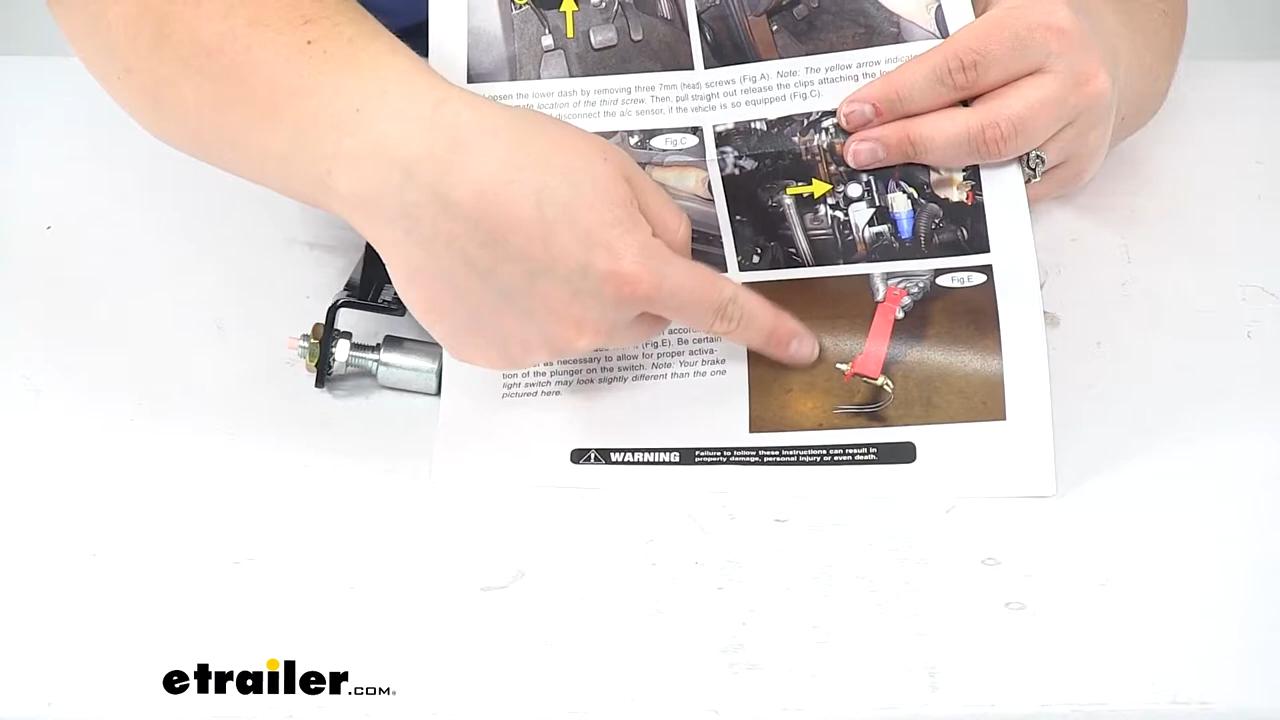 Loosen the lower dash by removing three 7mm (head) screws (Fig.A). Note: The yellow arrow
location of the third screw. Then, pull straight out release the clips attaching the
disconnect the a/c sensor, if the vehicle is so equipped (Fig.C).
Fig.C
Fig.E
(Fig.E). Be certain
as necessary to allow for proper activa-
tion of the plunger on the switch. Note: Your brake
light switch may look slightly different than the one
pictured here.
WARNING
Failure to follow these instructions can result in
property damage, personal injury or even death.
etrailer.com